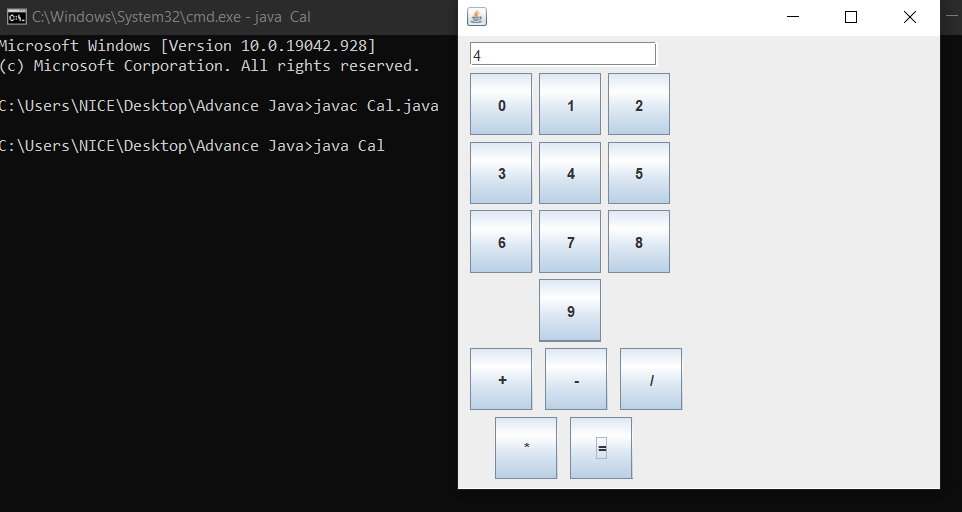 C:\Windows\System32\cmd.exe - java  Cal
Microsoft Windows [Version 10.0.19042.928]
(c) Microsoft Corporation. All rights reserved.
C:\Users\NICE\Desktop\Advance Java>javac Cal.java
C:\Users\NICE\Desktop\Advance Java>java Cal
4
0 1 2
3 4 5
6 7 8
9
+ - /
* =